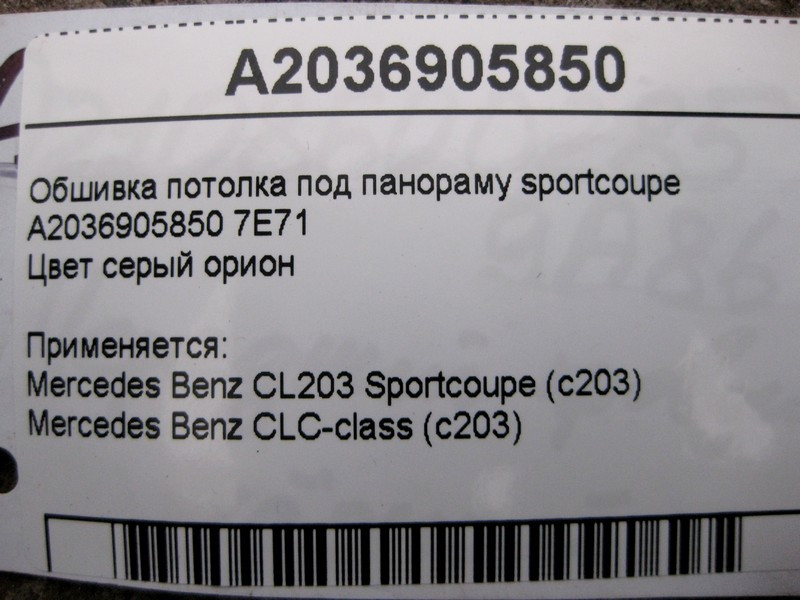 A2036905850
Обшивка потолка под панораму sportcoupe
A2036905850 7E71
Цвет серый орион
Применяется:
Mercedes Benz CL203 Sportcoupe (c203)
Mercedes Benz CLC-class (c203)